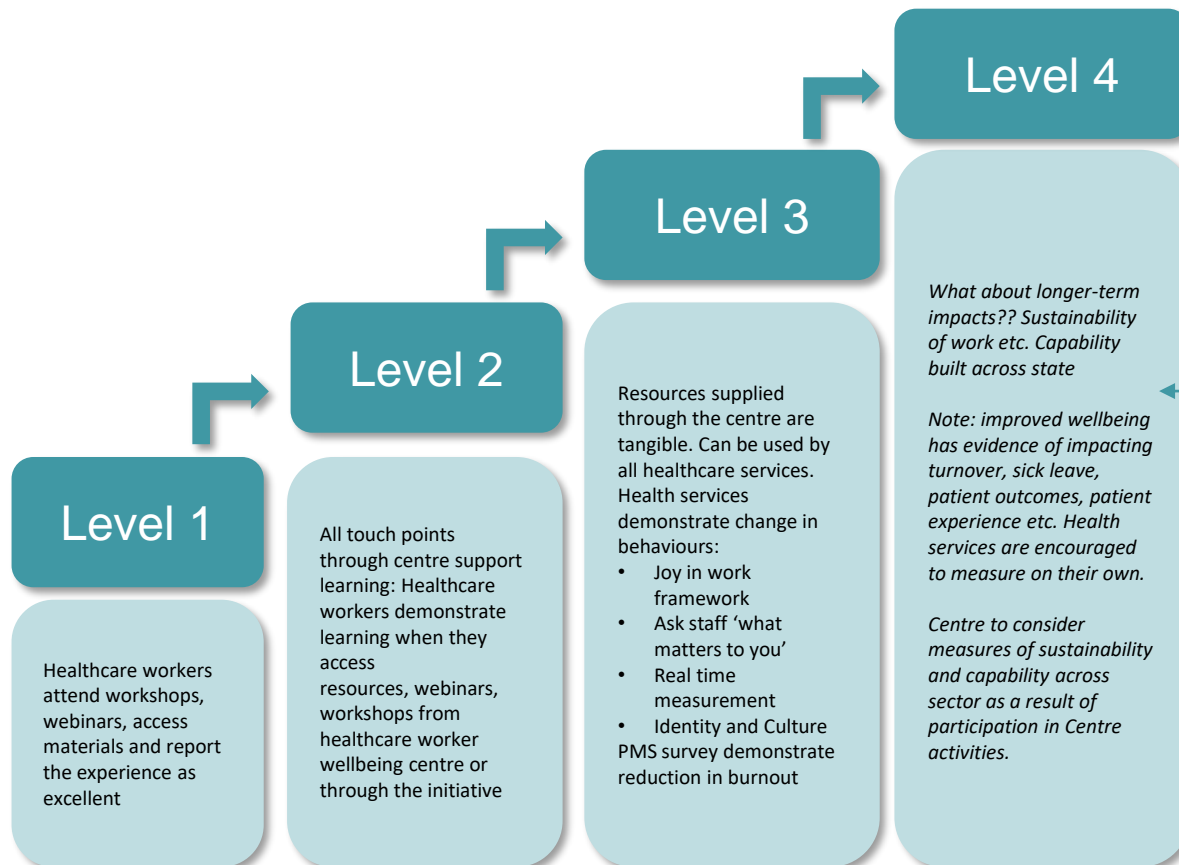 Level 1
Healthcare workers
attend workshops,
webinars, access
materials and report
the experience as
excellent
Level 2
All touch points
through centre support
learning: Healthcare
workers demonstrate
learning when they
access
resources, webinars,
workshops from
healthcare worker
wellbeing centre or
through the initiative
Level 3
Resources supplied
through the centre are
tangible. Can be used by
all healthcare services.
Health services
demonstrate change in
behaviours:
• Joy in work
framework
• Ask staff ‘what
matters to you’
• Real time
measurement
• Identity and Culture
PMS survey demonstrate
reduction in burnout
Level 4
What about longer-term
impacts?? Sustainability
of work etc. Capability
built across state
Note: improved wellbeing
has evidence of impacting
turnover, sick leave,
patient outcomes, patient
experience etc. Health
services are encouraged
to measure on their own.
Centre to consider
measures of sustainability
and capability across
sector as a result of
participation in Centre
activities.